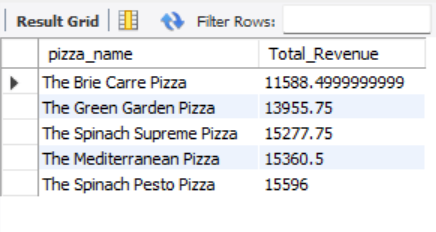 Result Grid Filter Rows:
pizza_name Total_Revenue
The Brie Carre Pizza 11588.4999999999
The Green Garden Pizza 13955.75
The Spinach Supreme Pizza 15277.75
The Mediterranean Pizza 15360.5
The Spinach Pesto Pizza 15596